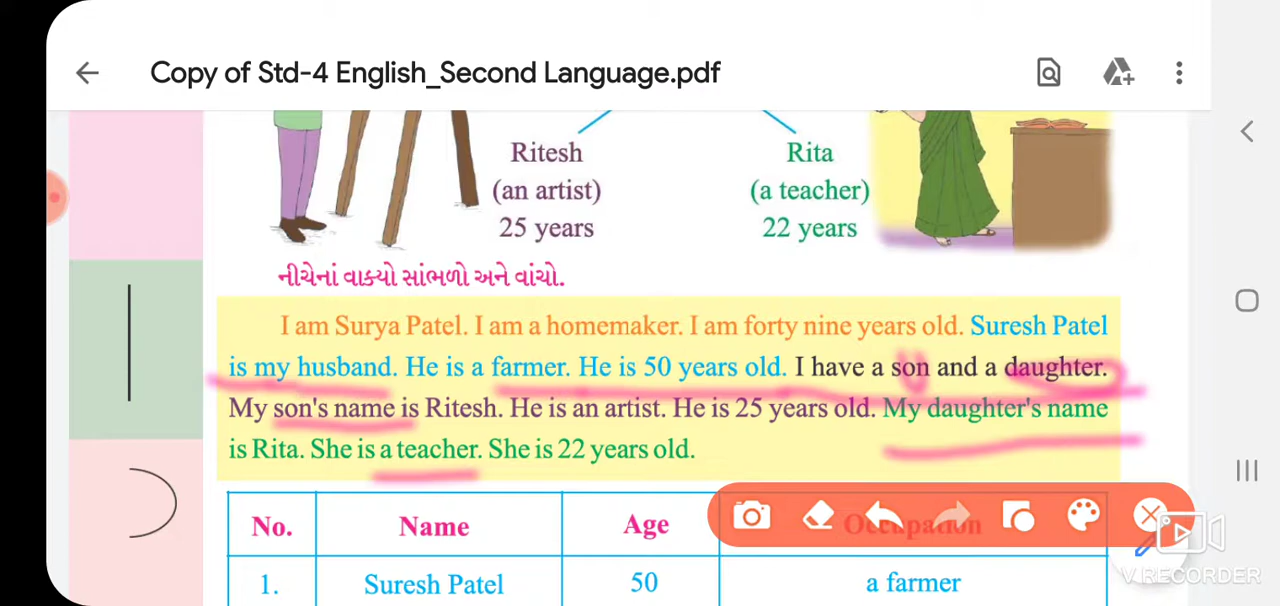 Copy of Std-4 English_Second Language.pdf
Ritesh
(an artist)
25 years
Rita
(a teacher)
22 years
નીચેનાં વાક્યો સાંભળો અને વાંચો.
I am Surya Patel. I am a homemaker. I am forty nine years old. Suresh Patel
is my husband. He is a farmer. He is 50 years old. I have a son and a daughter.
My son's name is Ritesh. He is an artist. He is 25 years old. My daughter's name
is Rita. She is a teacher. She is 22 years old.
No. Name Age Occupation
1. Suresh Patel 50 a farmer
V.RECORDER